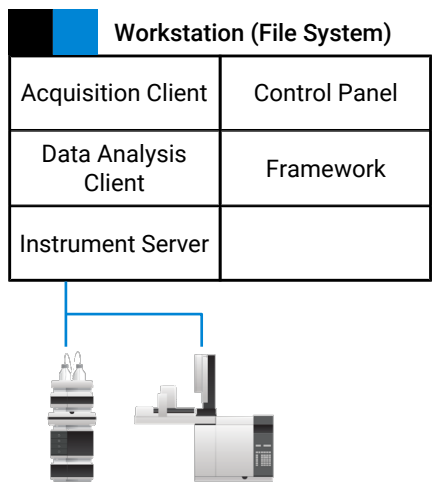 Workstation (File System)
Acquisition Client
Control Panel
Data Analysis
Client
Framework
Instrument Server